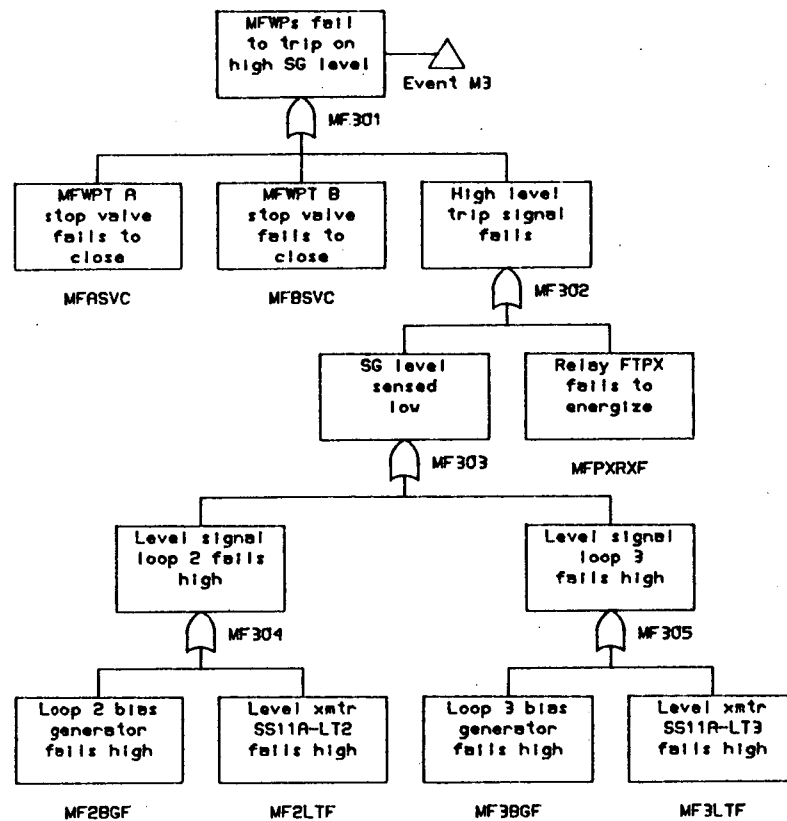 MFWPs fail
to trip on
high SG level
Event M3
MF301
MFWPT A
stop valve
fails to
close
MFWPT B
stop valve
fails to
close
High level
trip signal
fails
MFASVC
MFBSVC
MF302
SG level
sensed
low
Relay FTPX
fails to
energize
MF303
MFPXRXF
Level signal
loop 2 fails
high
Level signal
loop 3
fails high
MF304
MF305
Loop 2 bias
generator
fails high
Level xmtr
SS11A-LT2
fails high
Loop 3 bias
generator
fails high
Level xmtr
SS11A-LT3
fails high
MF2BGF
MF2LTF
MF3BGF
MF3LTF